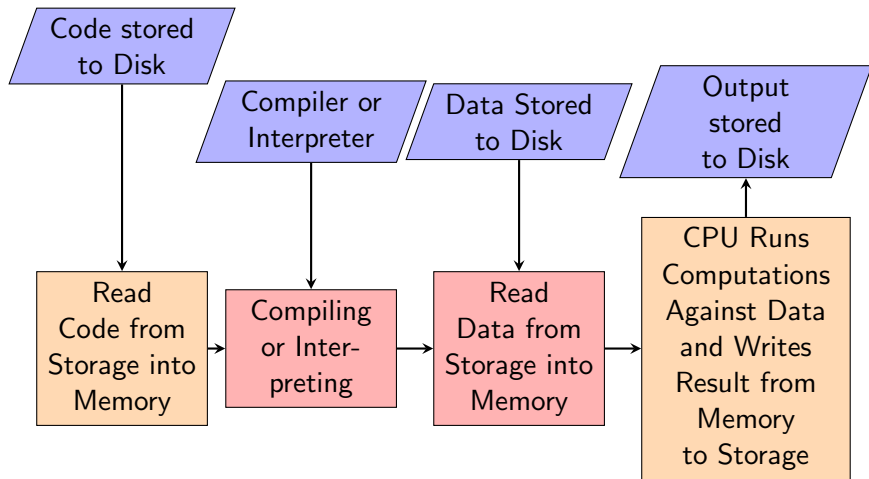 Code stored
to Disk
Compiler or
Interpreter
Data Stored
to Disk
Output
stored
to Disk
Read
Code from
Storage into
Memory
Compiling
or Inter-
preting
Read
Data from
Storage into
Memory
CPU Runs
Computations
Against Data
and Writes
Result from
Memory
to Storage